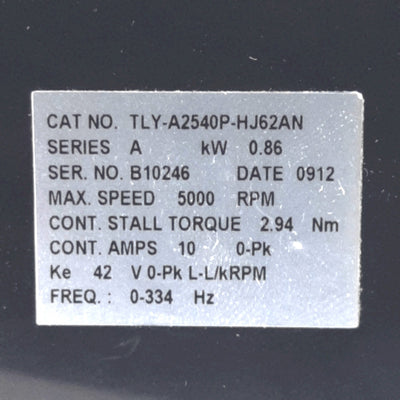 CAT NO. TLY-A2540P-HJ62AN
SERIES A kW 0.86
SER. NO. B10246 DATE 0912
MAX. SPEED 5000 RPM
CONT. STALL TORQUE 2.94 Nm
CONT. AMPS 10 0-Pk
Ke 42 V 0-Pk L-L/kRPM
FREQ. : 0-334 Hz